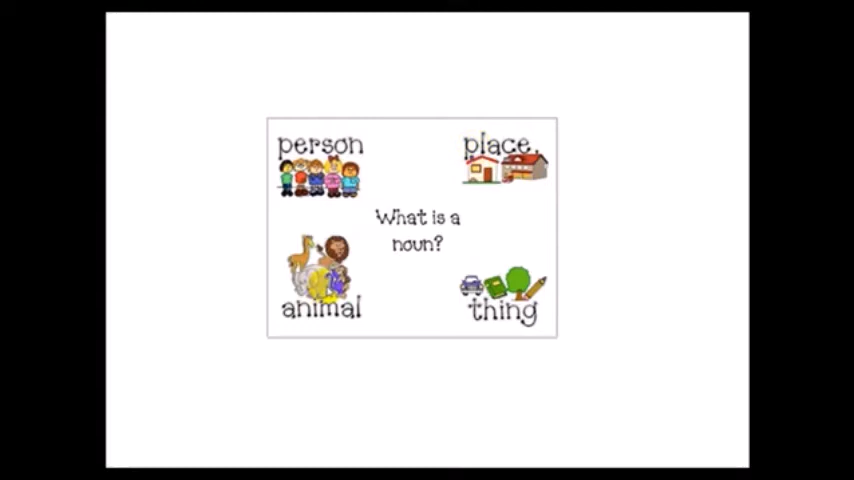 person
place
What is a
noun?
animal
thing